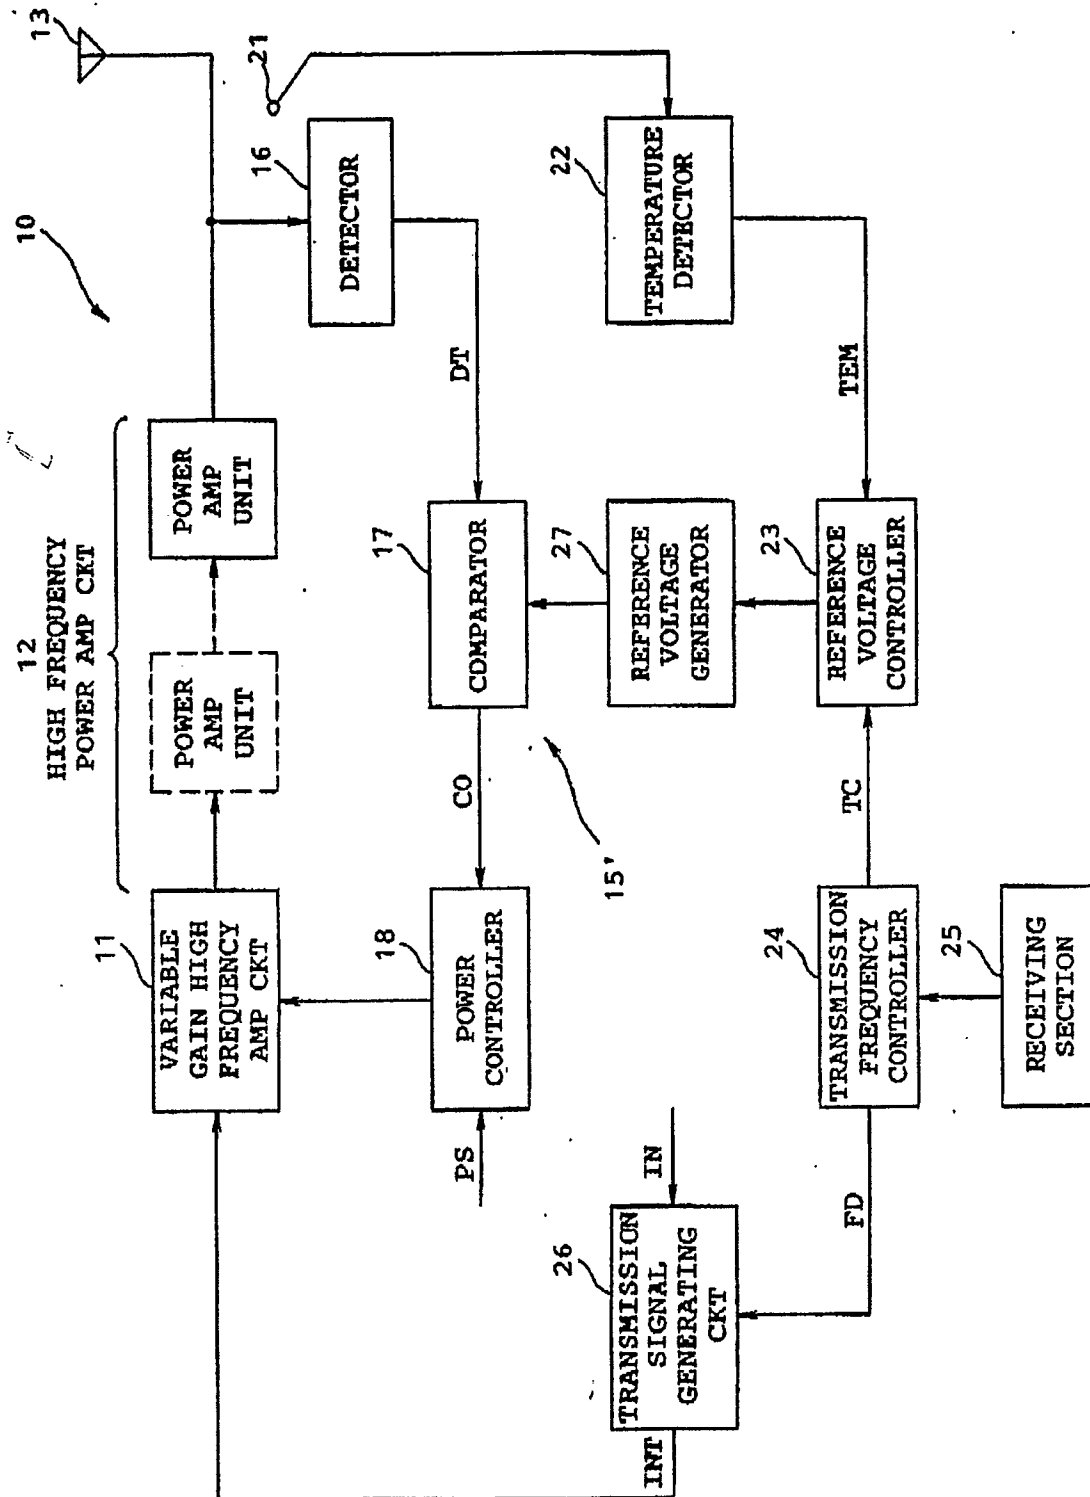 13
10
12
HIGH FREQUENCY
POWER AMP CKT
11
VARIABLE
GAIN HIGH
FREQUENCY
AMP CKT
POWER
AMP
UNIT
POWER
AMP
UNIT
21
16
DETECTOR
DT
17
COMPARATOR
CO
18
POWER
CONTROLLER
PS
15'
22
TEMPERATURE
DETECTOR
TEM
27
REFERENCE
VOLTAGE
GENERATOR
23
REFERENCE
VOLTAGE
CONTROLLER
TC
24
TRANSMISSION
FREQUENCY
CONTROLLER
25
RECEIVING
SECTION
FD
IN
26
TRANSMISSION
SIGNAL
GENERATING
CKT
INT